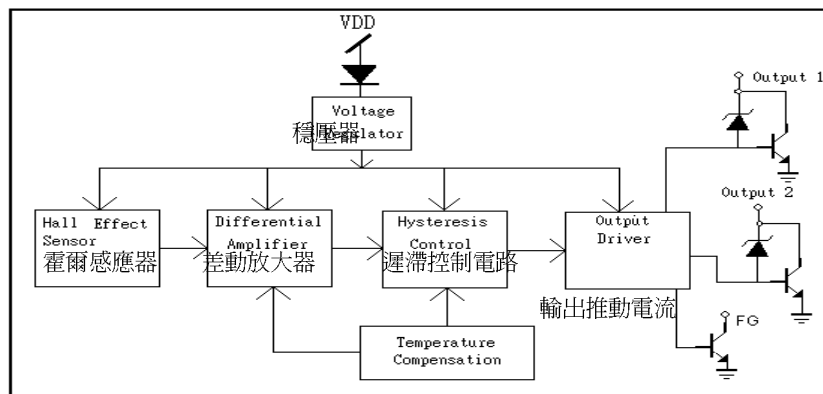 VDD
Output 1
Voltage
Regulator
穩壓器
Output 2
Hall Effect
Sensor
霍爾感應器
Differential
Amplifier
差動放大器
Hysteresis
Control
遲滯控制電路
Output
Driver
輸出推動電流
FG
Temperature
Compensation